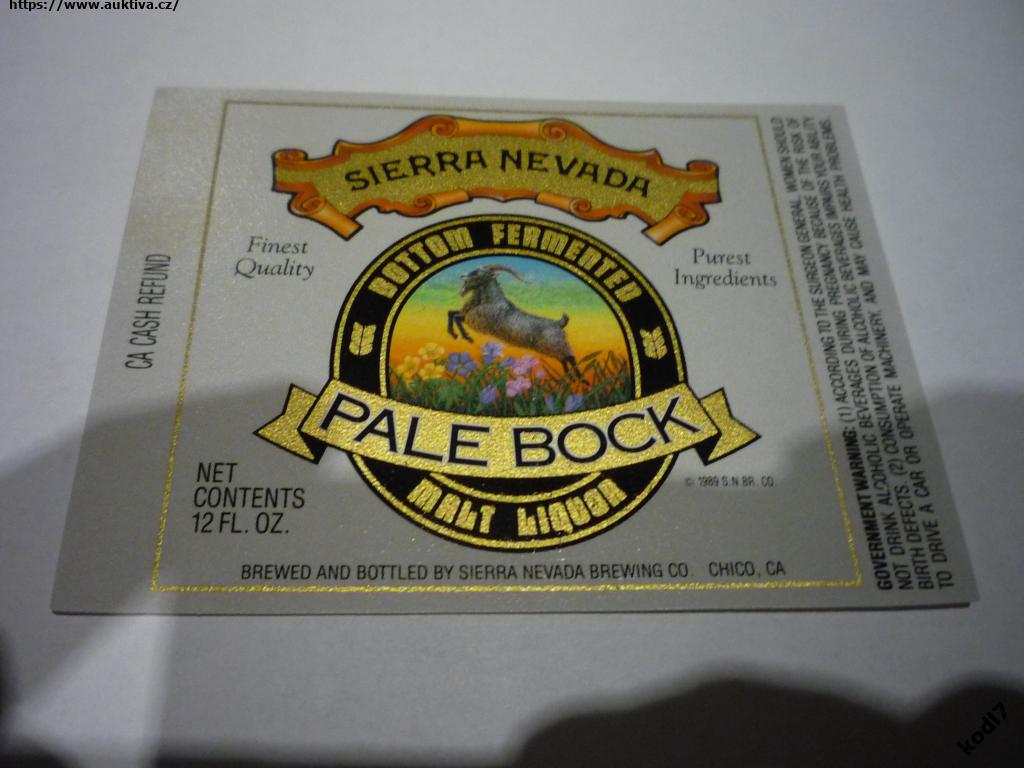 https://www.auktiva.cz/
SIERRA NEVADA
Finest
Quality
Purest
Ingredients
BOTTOM FERMENTED
PALE BOCK
MALT LIQUOR
© 1989 S.N.BR. CO.
NET
CONTENTS
12 FL. OZ.
BREWED AND BOTTLED BY SIERRA NEVADA BREWING CO. CHICO, CA
CA CASH REFUND
GOVERNMENT WARNING: (1) ACCORDING TO THE SURGEON GENERAL, WOMEN SHOULD
NOT DRINK ALCOHOLIC BEVERAGES DURING PREGNANCY BECAUSE OF THE RISK OF
BIRTH DEFECTS. (2) CONSUMPTION OF ALCOHOLIC BEVERAGES IMPAIRS YOUR ABILITY
TO DRIVE A CAR OR OPERATE MACHINERY, AND MAY CAUSE HEALTH PROBLEMS.
kodl7